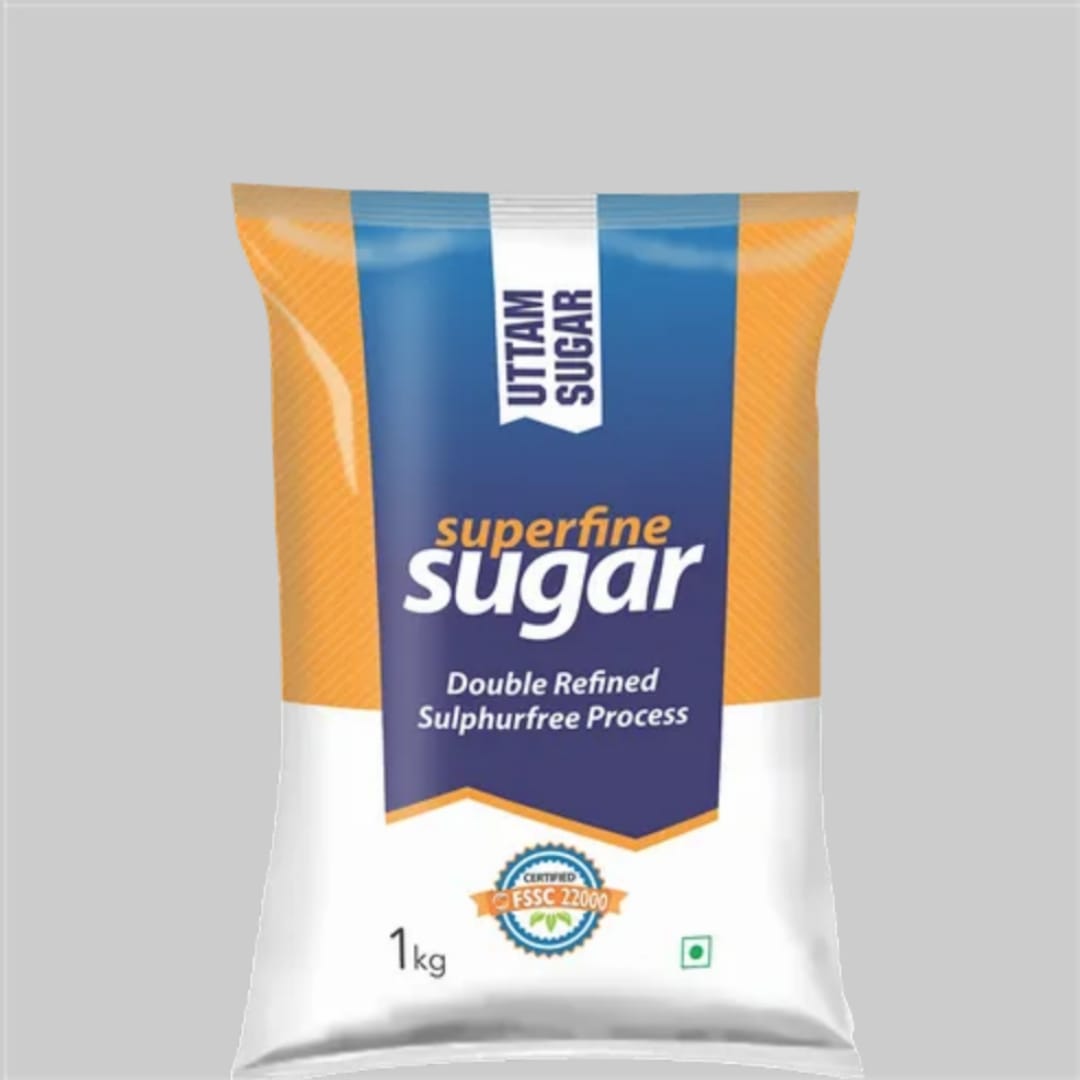 UTTAM
SUGAR
superfine
sugar
Double Refined
Sulphurfree Process
CERTIFIED
FSSC 22000
1kg